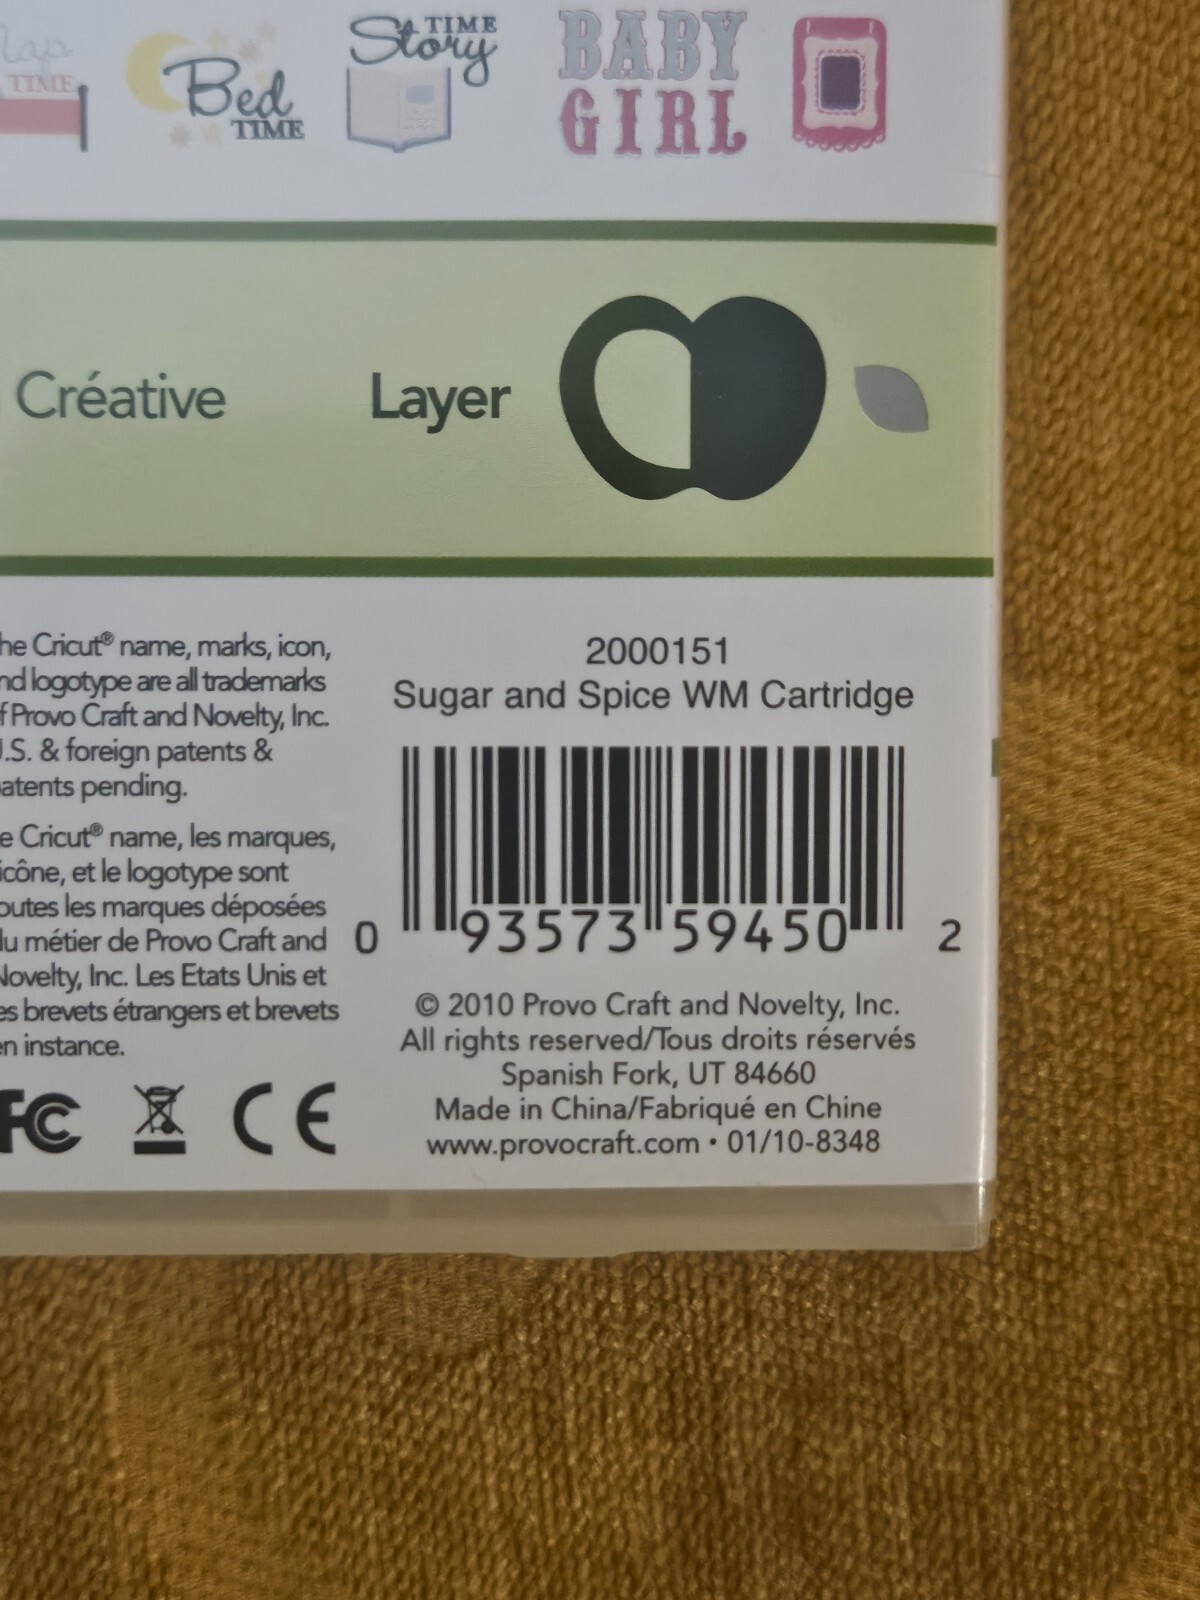 Nap
TIME
Bed
TIME
Story
TIME
BABY
GIRL
Créative
Layer
he Cricut® name, marks, icon,
nd logotype are all trademarks
f Provo Craft and Novelty, Inc.
.S. & foreign patents &
atents pending.
e Cricut® name, les marques,
icône, et le logotype sont
outes les marques déposées
du métier de Provo Craft and
Novelty, Inc. Les Etats Unis et
es brevets étrangers et brevets
en instance.
FC
CE
2000151
Sugar and Spice WM Cartridge
0 93573 59450 2
© 2010 Provo Craft and Novelty, Inc.
All rights reserved/Tous droits réservés
Spanish Fork, UT 84660
Made in China/Fabriqué en Chine
www.provocraft.com • 01/10-8348